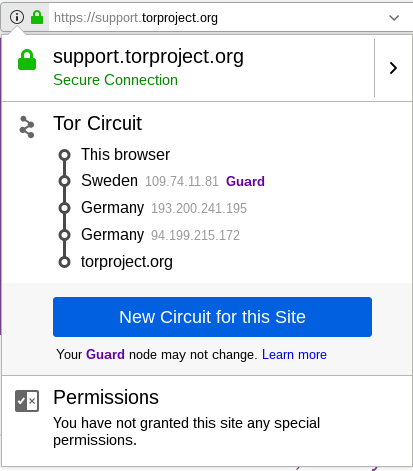 https://support.torproject.org
support.torproject.org
Secure Connection
Tor Circuit
This browser
Sweden 109.74.11.81 Guard
Germany 193.200.241.195
Germany 94.199.215.172
torproject.org
New Circuit for this Site
Your Guard node may not change. Learn more
Permissions
You have not granted this site any special
permissions.